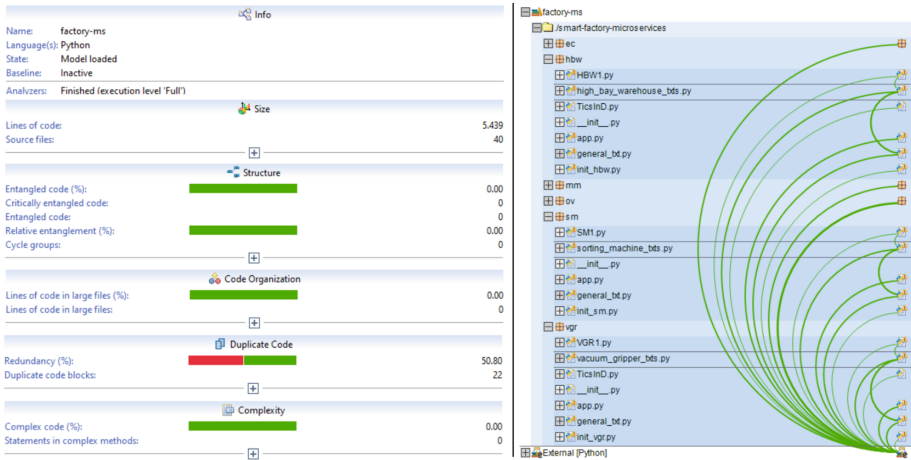 Info
Name: factory-ms
Language(s): Python
State: Model loaded
Baseline: Inactive
Analyzers: Finished (execution level 'Full')
Size
Lines of code: 5.439
Source files: 40
Structure
Entangled code (%): 0.00
Critically entangled code: 0
Entangled code: 0
Relative entanglement (%): 0.00
Cycle groups: 0
Code Organization
Lines of code in large files (%): 0.00
Lines of code in large files: 0
Duplicate Code
Redundancy (%): 50.80
Duplicate code blocks: 22
Complexity
Complex code (%): 0.00
Statements in complex methods: 0
factory-ms
./smart-factory-microservices
ec
hbw
HBW1.py
high_bay_warehouse_txts.py
TicsInD.py
__init__.py
app.py
general_txt.py
init_hbw.py
mm
ov
sm
SM1.py
sorting_machine_txts.py
__init__.py
app.py
general_txt.py
init_sm.py
vgr
VGR1.py
vacuum_gripper_txts.py
TicsInD.py
__init__.py
app.py
general_txt.py
init_vgr.py
External [Python]